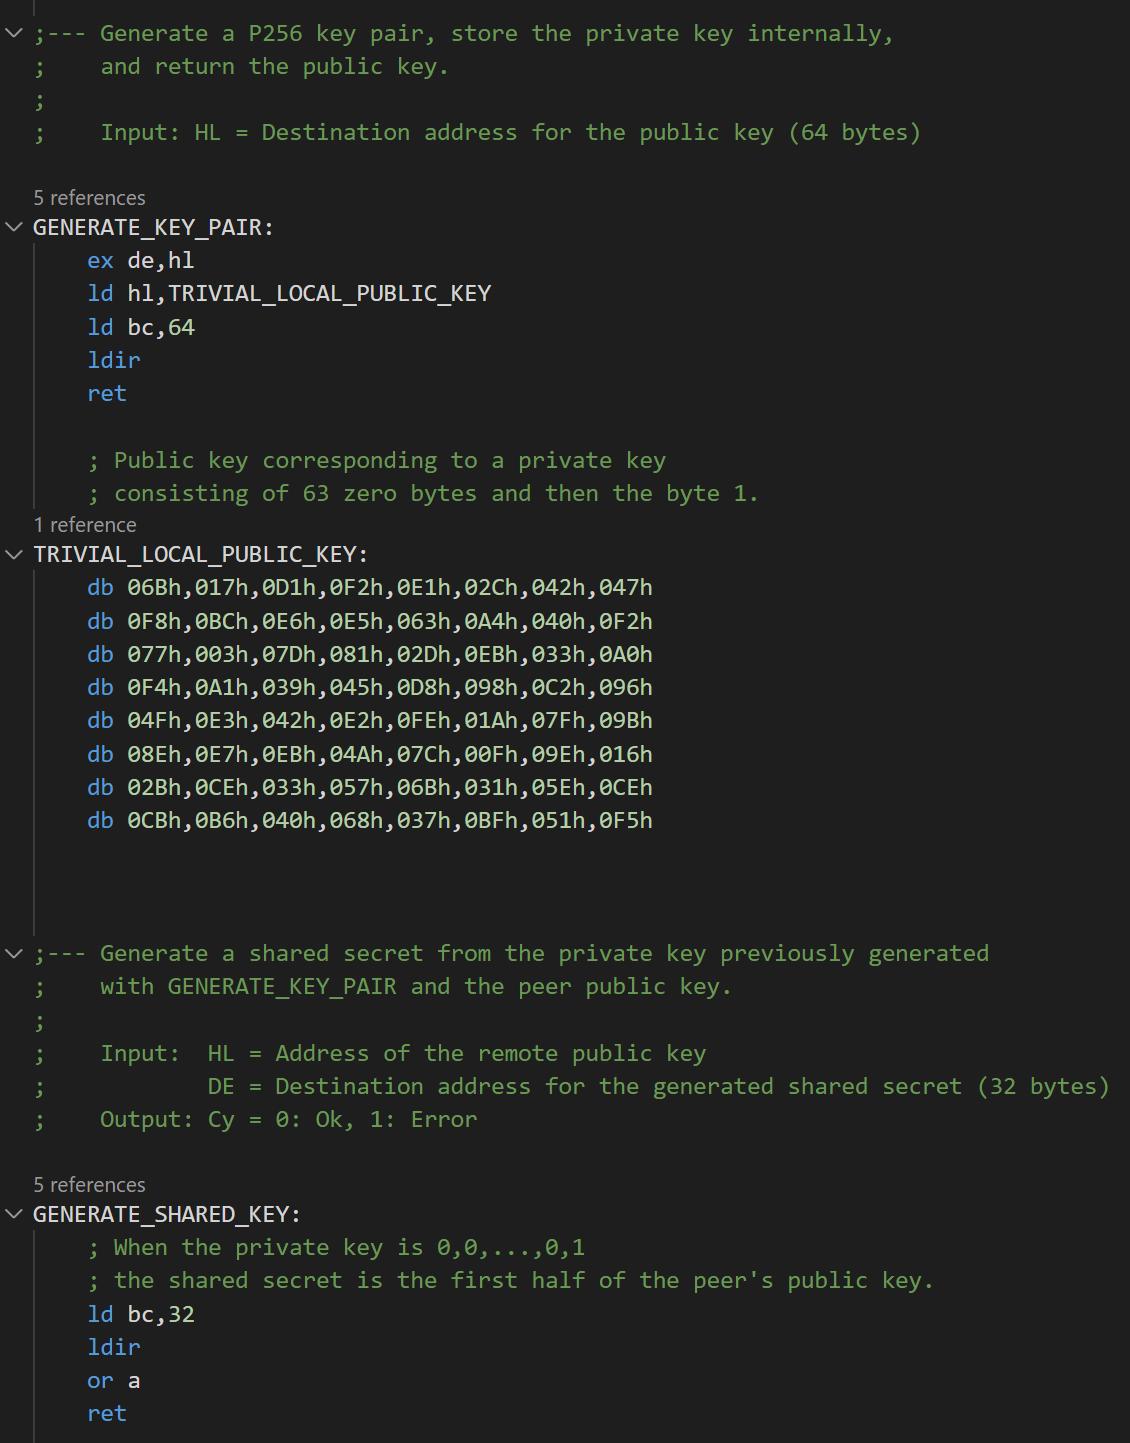 ;--- Generate a P256 key pair, store the private key internally,
;    and return the public key.
;
;    Input: HL = Destination address for the public key (64 bytes)
5 references
GENERATE_KEY_PAIR:
    ex de,hl
    ld hl,TRIVIAL_LOCAL_PUBLIC_KEY
    ld bc,64
    ldir
    ret
    ; Public key corresponding to a private key
    ; consisting of 63 zero bytes and then the byte 1.
1 reference
TRIVIAL_LOCAL_PUBLIC_KEY:
    db 06Bh,017h,0D1h,0F2h,0E1h,02Ch,042h,047h
    db 0F8h,0BCh,0E6h,0E5h,063h,0A4h,040h,0F2h
    db 077h,003h,07Dh,081h,02Dh,0EBh,033h,0A0h
    db 0F4h,0A1h,039h,045h,0D8h,098h,0C2h,096h
    db 04Fh,0E3h,042h,0E2h,0FEh,01Ah,07Fh,09Bh
    db 08Eh,0E7h,0EBh,04Ah,07Ch,00Fh,09Eh,016h
    db 02Bh,0CEh,033h,057h,06Bh,031h,05Eh,0CEh
    db 0CBh,0B6h,040h,068h,037h,0BFh,051h,0F5h
;--- Generate a shared secret from the private key previously generated
;    with GENERATE_KEY_PAIR and the peer public key.
;
;    Input:  HL = Address of the remote public key
;            DE = Destination address for the generated shared secret (32 bytes)
;    Output: Cy = 0: Ok, 1: Error
5 references
GENERATE_SHARED_KEY:
    ; When the private key is 0,0,...,0,1
    ; the shared secret is the first half of the peer's public key.
    ld bc,32
    ldir
    or a
    ret